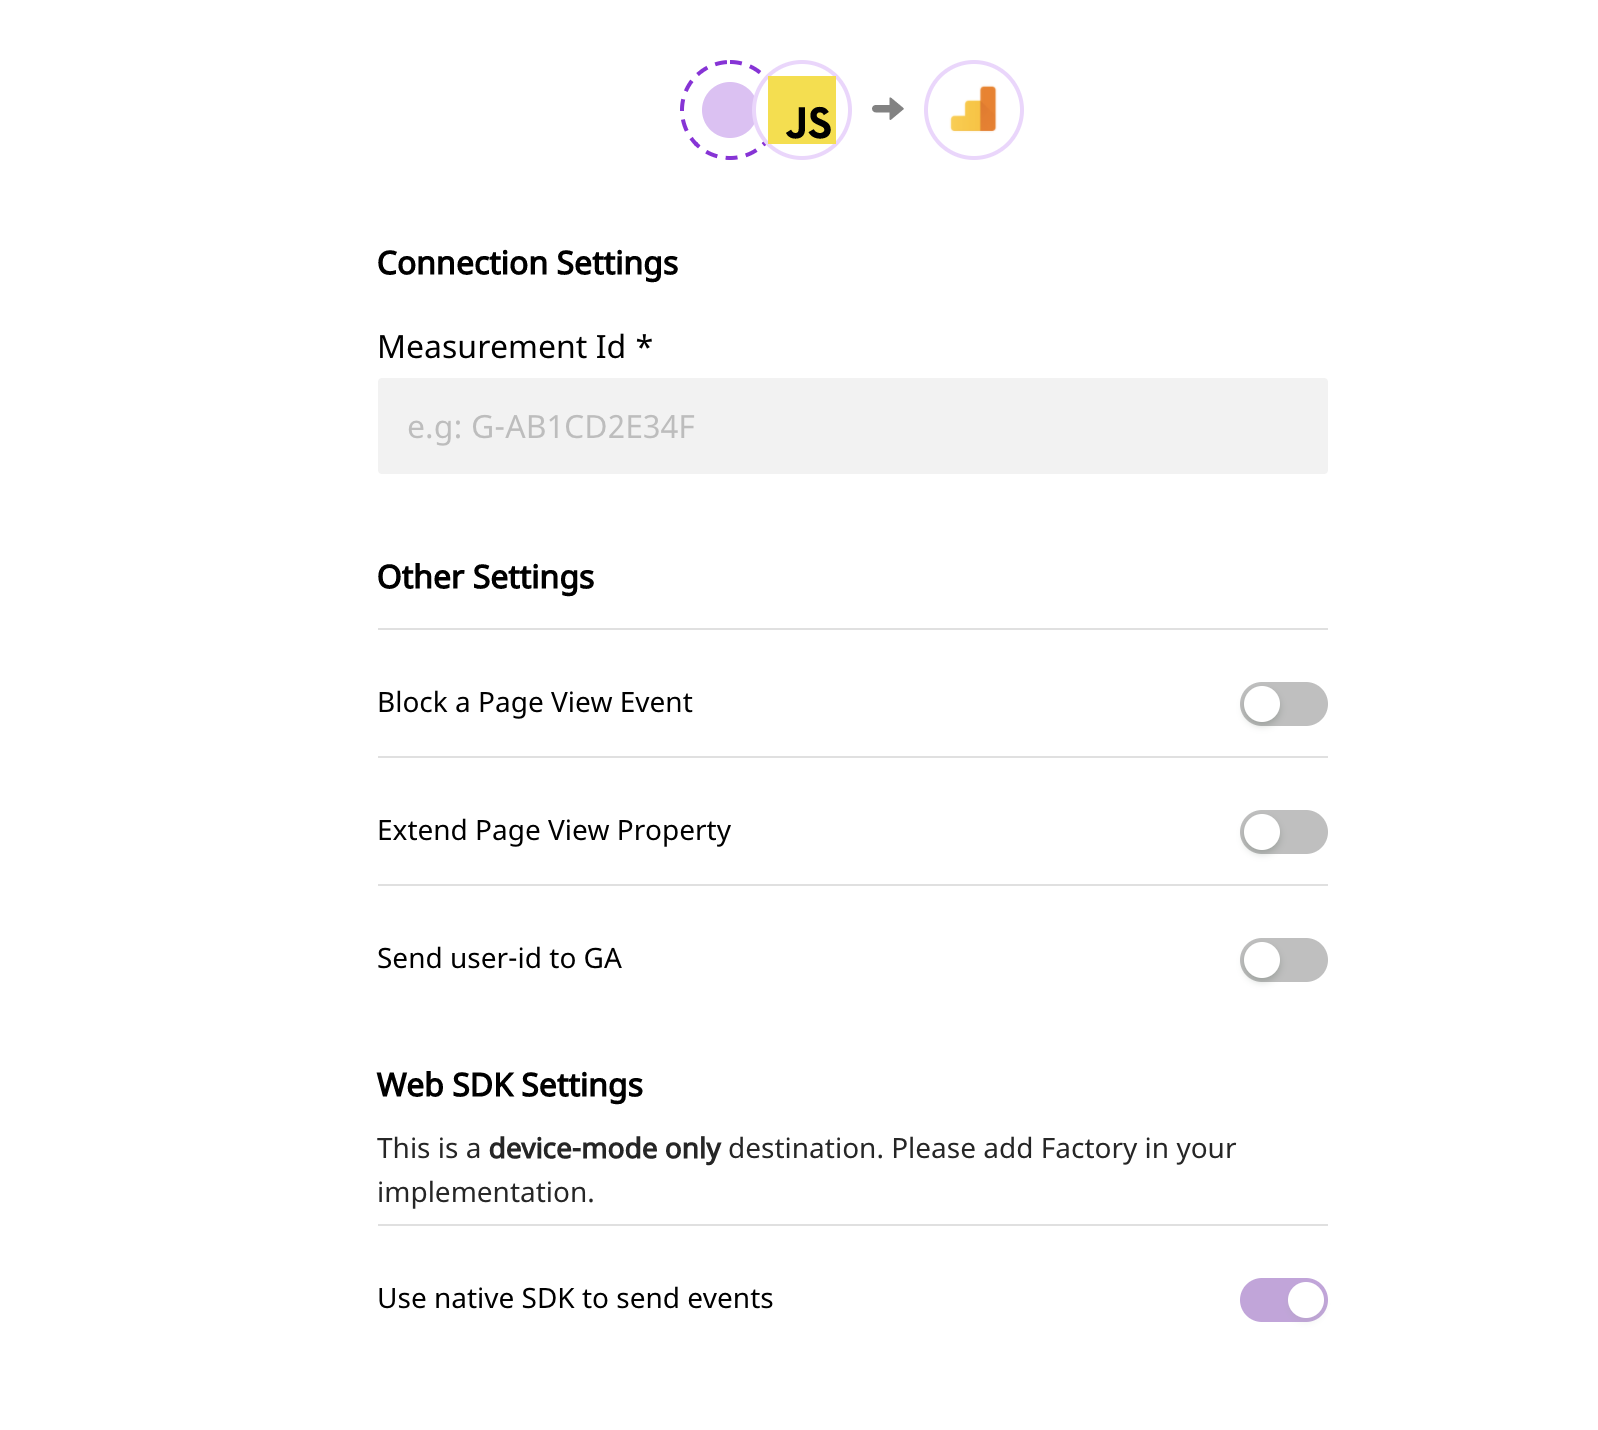 JS
Connection Settings
Measurement Id *
e.g: G-AB1CD2E34F
Other Settings
Block a Page View Event
Extend Page View Property
Send user-id to GA
Web SDK Settings
This is a device-mode only destination. Please add Factory in your
implementation.
Use native SDK to send events